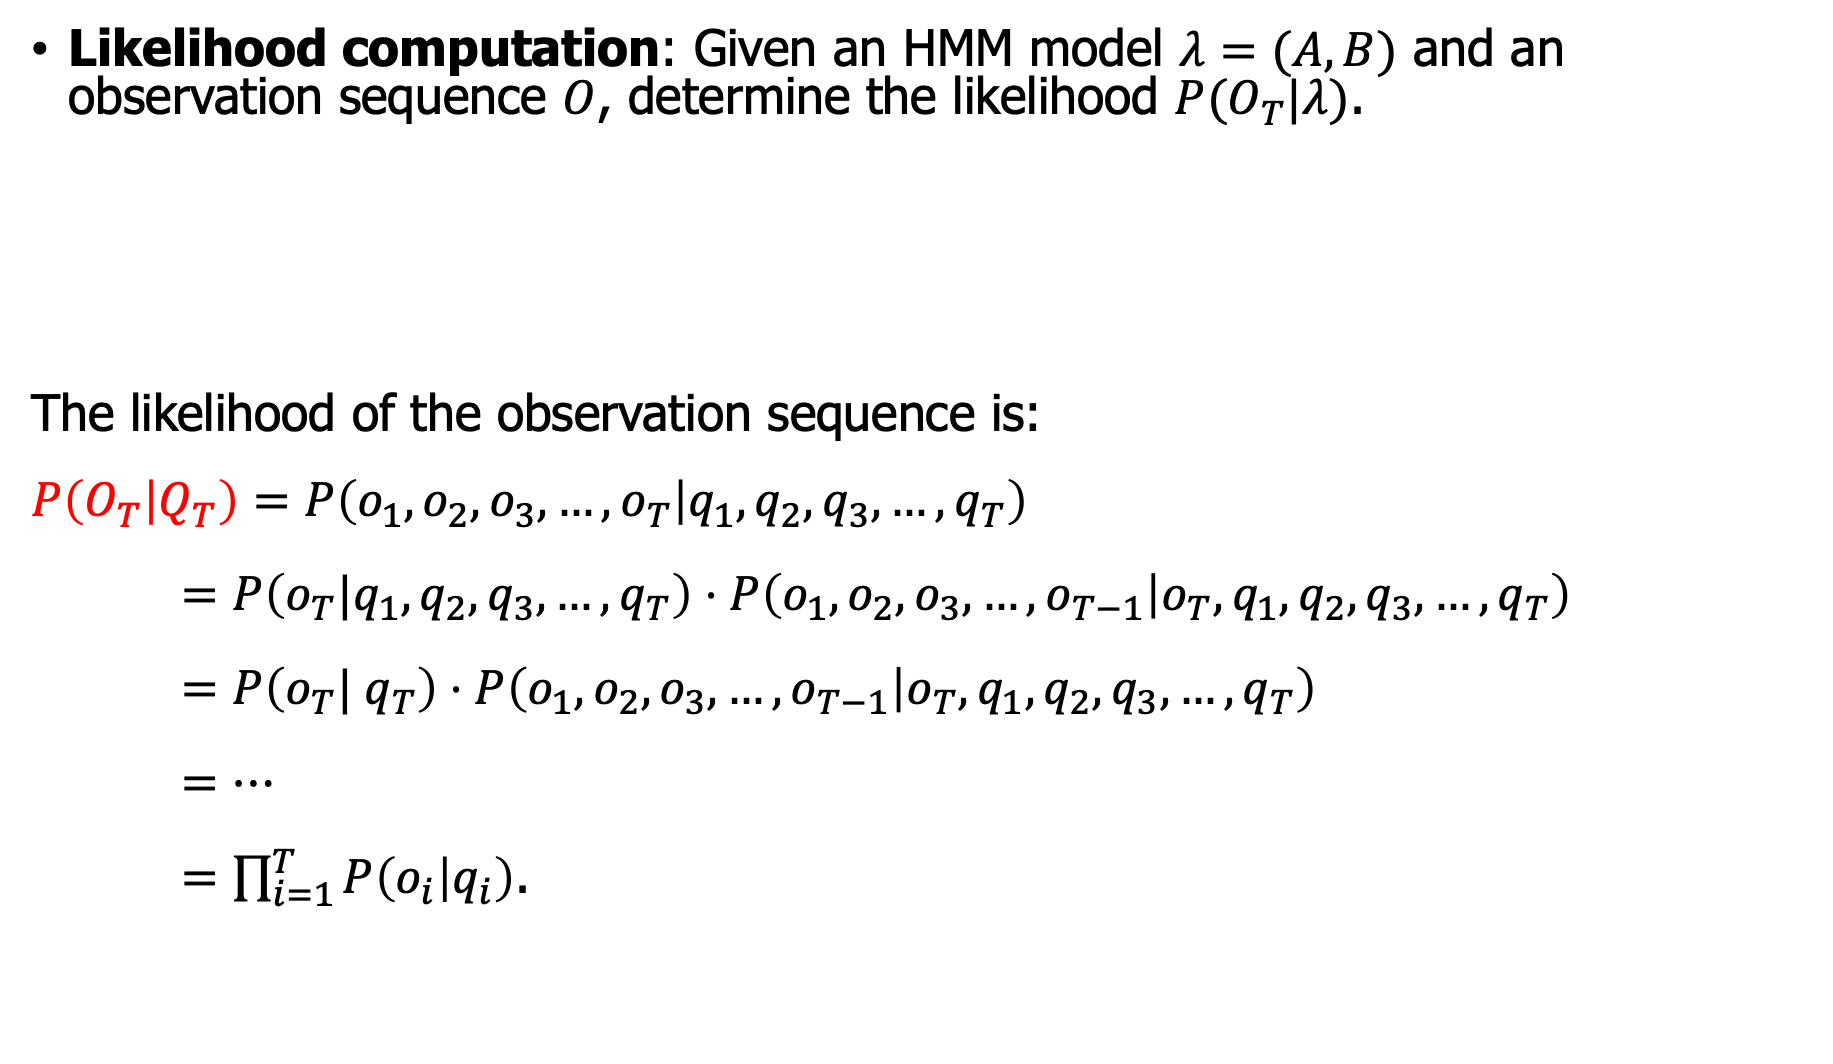 • Likelihood computation: Given an HMM model λ = (A, B) and an
observation sequence O, determine the likelihood P(O_T|λ).
The likelihood of the observation sequence is:
P(O_T|Q_T) = P(o_1, o_2, o_3, … , o_T|q_1, q_2, q_3, … , q_T)
= P(o_T|q_1, q_2, q_3, … , q_T) · P(o_1, o_2, o_3, … , o_{T−1}|o_T, q_1, q_2, q_3, … , q_T)
= P(o_T| q_T) · P(o_1, o_2, o_3, … , o_{T−1}|o_T, q_1, q_2, q_3, … , q_T)
= ⋯
= ∏_{i=1}^{T} P(o_i|q_i).